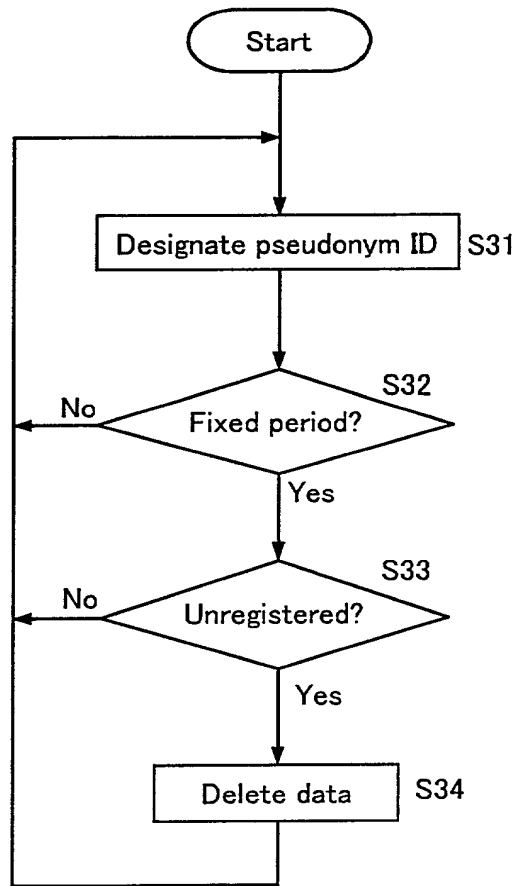 Start
Designate pseudonym ID S31
S32
No
Fixed period?
Yes
S33
No
Unregistered?
Yes
Delete data S34